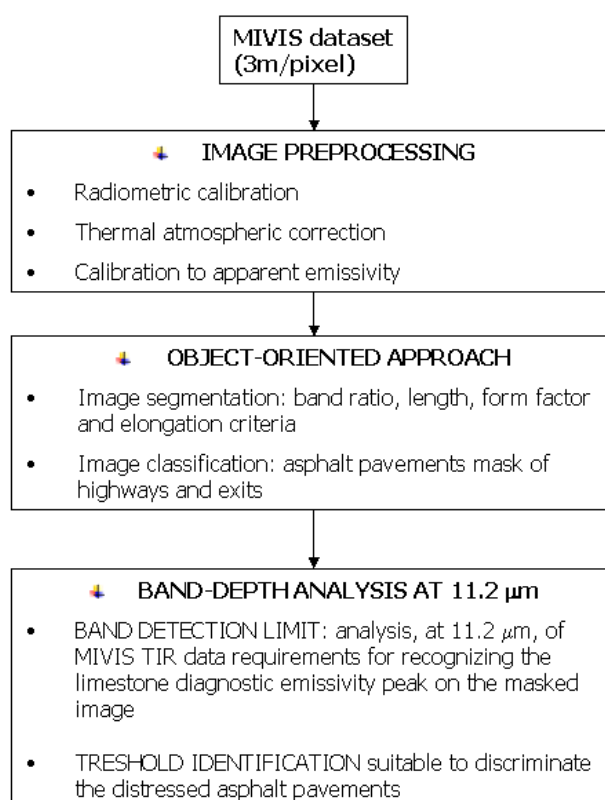 MIVIS dataset
(3m/pixel)
IMAGE PREPROCESSING
• Radiometric calibration
• Thermal atmospheric correction
• Calibration to apparent emissivity
OBJECT-ORIENTED APPROACH
• Image segmentation: band ratio, length, form factor
and elongation criteria
• Image classification: asphalt pavements mask of
highways and exits
BAND-DEPTH ANALYSIS AT 11.2 μm
• BAND DETECTION LIMIT: analysis, at 11.2 μm, of
MIVIS TIR data requirements for recognizing the
limestone diagnostic emissivity peak on the masked
image
• TRESHOLD IDENTIFICATION suitable to discriminate
the distressed asphalt pavements